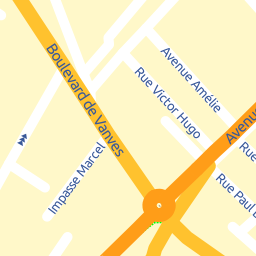 Boulevard de Vanves
Avenue Amélie
Rue Victor Hugo
Impasse Marcel
Avenue
Rue
Rue Paul